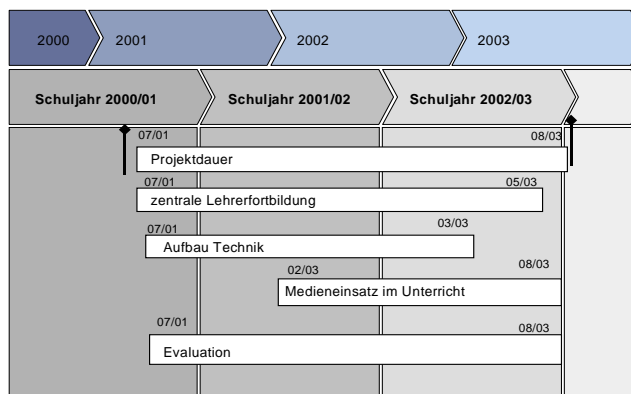 2000 2001 2002 2003
Schuljahr 2000/01 Schuljahr 2001/02 Schuljahr 2002/03
07/01 08/03
Projektdauer
07/01 05/03
zentrale Lehrerfortbildung
07/01 03/03
Aufbau Technik
02/03 08/03
Medieneinsatz im Unterricht
07/01 08/03
Evaluation